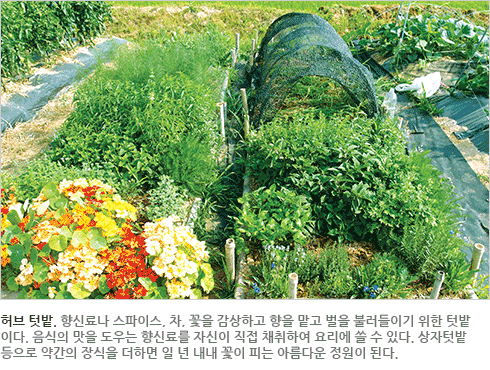 허브 텃밭. 향신료나 스파이스, 차, 꽃을 감상하고 향을 맡고 벌을 불러들이기 위한 텃밭
이다. 음식의 맛을 도우는 향신료를 자신이 직접 채취하여 요리에 쓸 수 있다. 상자텃밭
등으로 약간의 장식을 더하면 일 년 내내 꽃이 피는 아름다운 정원이 된다.